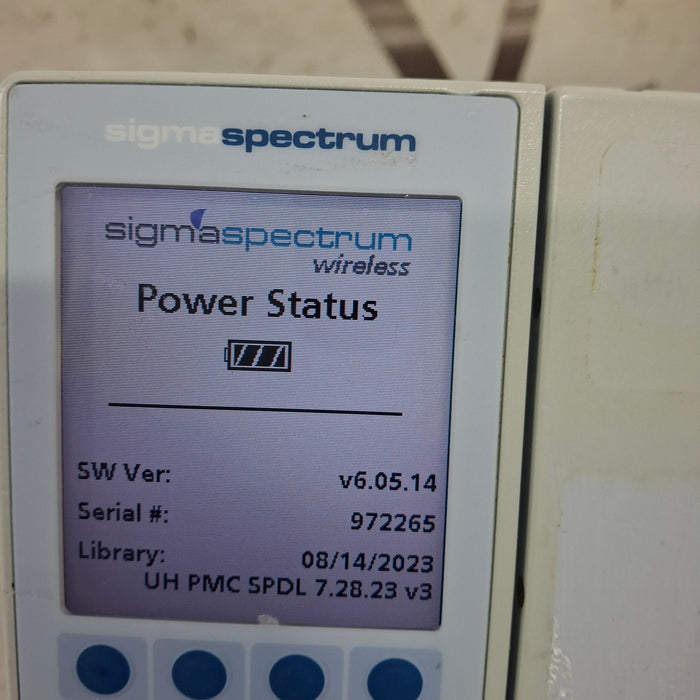 sigmaspectrum
sigmaspectrum
wireless
Power Status
SW Ver: v6.05.14
Serial #: 972265
Library: 08/14/2023
UH PMC SPDL 7.28.23 v3